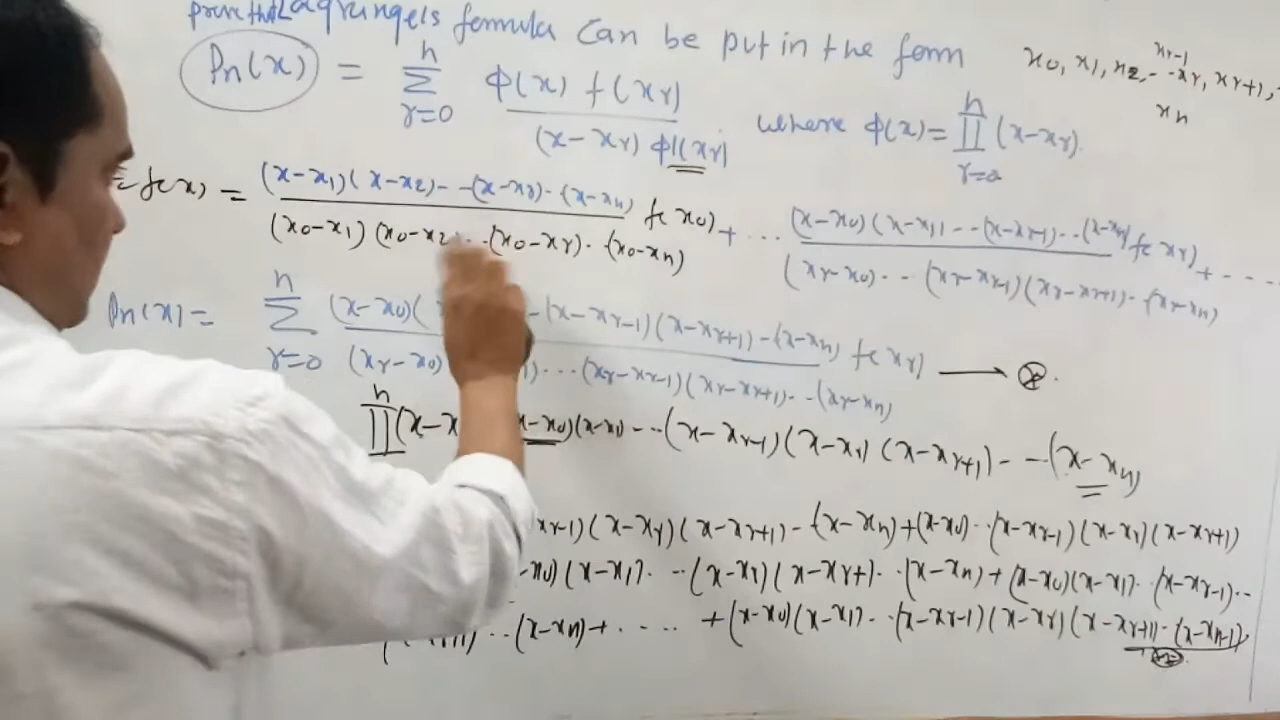 prove that Lagrange's formula can be put in the form
x0, x1, x2, - - xr-1 xr, xr+1, - xn
Pn(x) = n Σ r=0 φ(x) f(xr) / (x-xr) φ|(xr) where φ(x) = n Π r=0 (x-xr).
f(x) = (x-x1)(x-x2)- -(x-xr)- (x-xn) / (x0-x1)(x0-x2)...(x0-xr). (x0-xn) f(x0) + ... (x-x0)(x-x1)--(x-xr+1)..(x-xn) / (xr-x0)...(xr-xr-1)(xr-xr+1)-(xr-xn) f(xr) + - - - -
Pn(x) = n Σ r=0 (x-x0)( -(x-xr-1)(x-xr+1)-(x-xn) / (xr-x0) )...(xr-xr-1)(xr-xr+1)--(xr-xn) f(xr) → ⊛.
n Π (x-x x-x0)(x-x1)---(x-xr-1)(x-xr)(x-xr+1)- --(x-xn)
xr-1)(x-xr)(x-xr+1)-(x-xn)+(x-x0)..(x-xr-1)(x-xr)(x-xr+1)
-x0)(x-x1)...(x-xr)(x-xr+1)..(x-xn)+(x-x0)(x-x1)..(x-xr-1)..
..(x-xn)+.... +(x-x0)(x-x1)..(x-xr-1)(x-xr)(x-xr+1)-(x-xn-1)